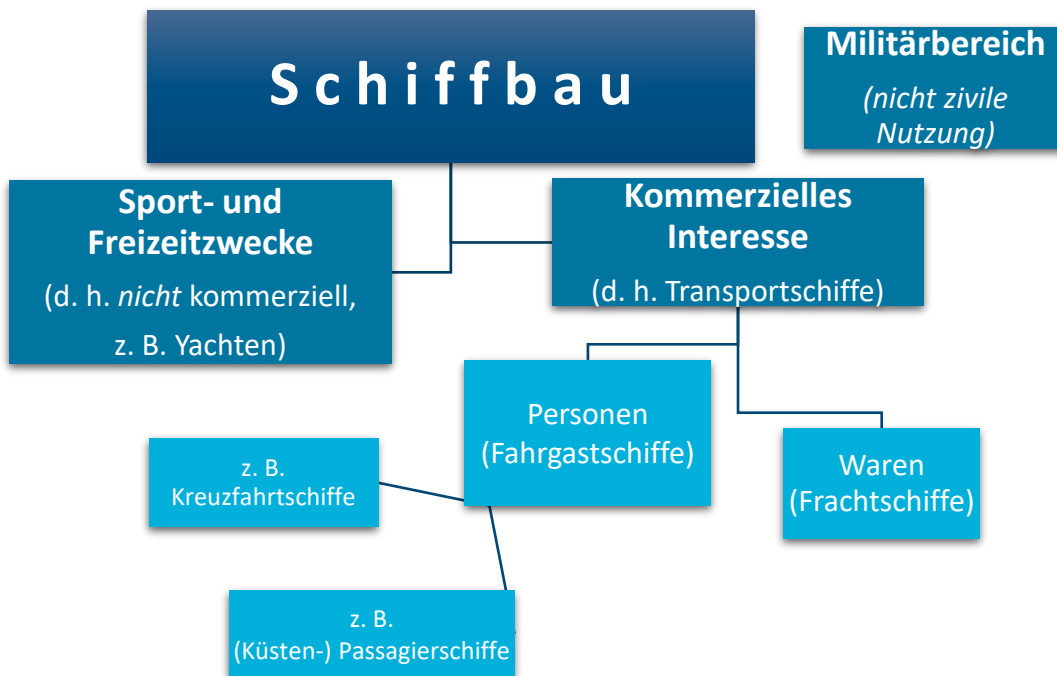 Schiffbau
Militärbereich
(nicht zivile
Nutzung)
Sport- und
Freizeitzwecke
(d. h. nicht kommerziell,
z. B. Yachten)
Kommerzielles
Interesse
(d. h. Transportschiffe)
Personen
(Fahrgastschiffe)
Waren
(Frachtschiffe)
z. B.
Kreuzfahrtschiffe
z. B.
(Küsten-) Passagierschiffe